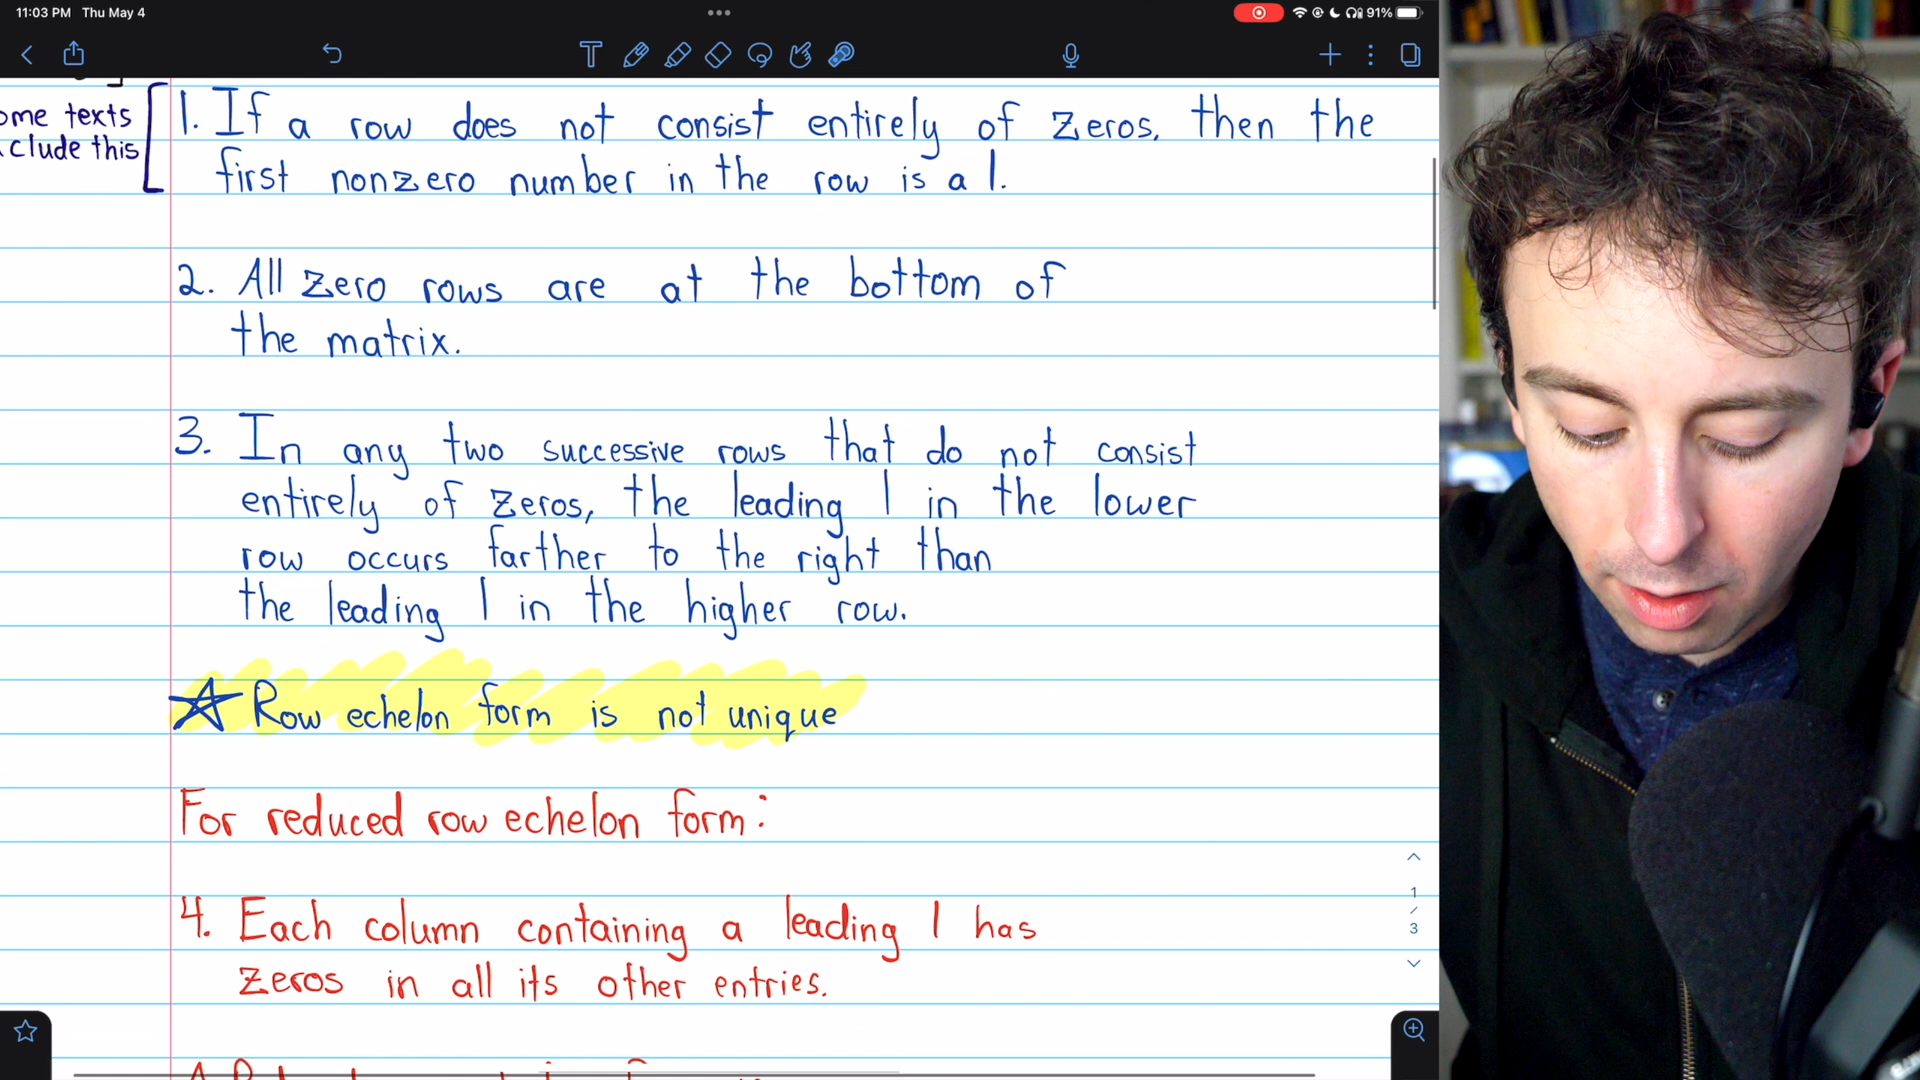 11:03 PM Thu May 4
91%
ome texts
clude this
1. If a row does not consist entirely of zeros, then the
first nonzero number in the row is a 1.
2. All zero rows are at the bottom of
the matrix.
3. In any two successive rows that do not consist
entirely of zeros, the leading 1 in the lower
row occurs farther to the right than
the leading 1 in the higher row.
Row echelon form is not unique
For reduced row echelon form:
4. Each column containing a leading 1 has
zeros in all its other entries.
1
/
3